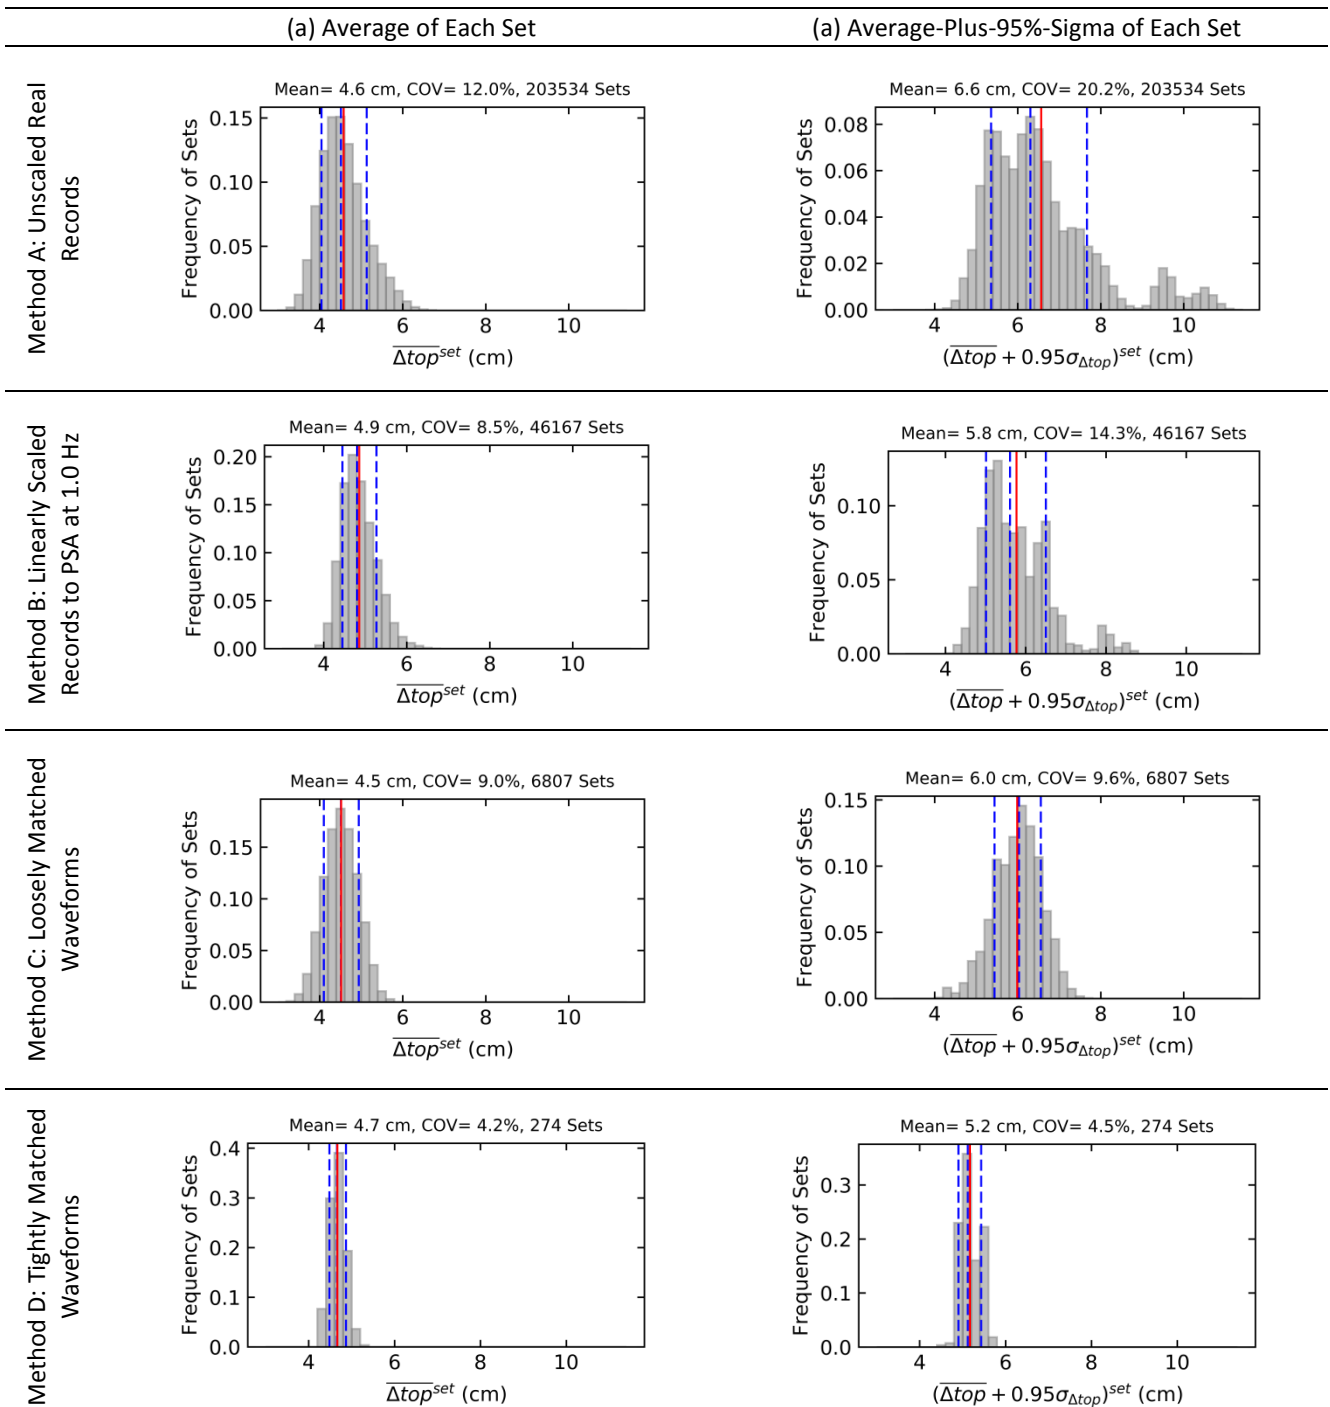 (a) Average of Each Set
(a) Average-Plus-95%-Sigma of Each Set
Method A: Unscaled Real
Records
Mean= 4.6 cm, COV= 12.0%, 203534 Sets
Frequency of Sets
0.15
0.10
0.05
0.00
4 6 8 10
Δtop^set (cm)
Mean= 6.6 cm, COV= 20.2%, 203534 Sets
Frequency of Sets
0.08
0.06
0.04
0.02
0.00
4 6 8 10
(Δtop + 0.95σΔtop)^set (cm)
Method B: Linearly Scaled
Records to PSA at 1.0 Hz
Mean= 4.9 cm, COV= 8.5%, 46167 Sets
Frequency of Sets
0.20
0.15
0.10
0.05
0.00
4 6 8 10
Δtop^set (cm)
Mean= 5.8 cm, COV= 14.3%, 46167 Sets
Frequency of Sets
0.10
0.05
0.00
4 6 8 10
(Δtop + 0.95σΔtop)^set (cm)
Method C: Loosely Matched
Waveforms
Mean= 4.5 cm, COV= 9.0%, 6807 Sets
Frequency of Sets
0.15
0.10
0.05
0.00
4 6 8 10
Δtop^set (cm)
Mean= 6.0 cm, COV= 9.6%, 6807 Sets
Frequency of Sets
0.15
0.10
0.05
0.00
4 6 8 10
(Δtop + 0.95σΔtop)^set (cm)
Method D: Tightly Matched
Waveforms
Mean= 4.7 cm, COV= 4.2%, 274 Sets
Frequency of Sets
0.4
0.3
0.2
0.1
0.0
4 6 8 10
Δtop^set (cm)
Mean= 5.2 cm, COV= 4.5%, 274 Sets
Frequency of Sets
0.3
0.2
0.1
0.0
4 6 8 10
(Δtop + 0.95σΔtop)^set (cm)